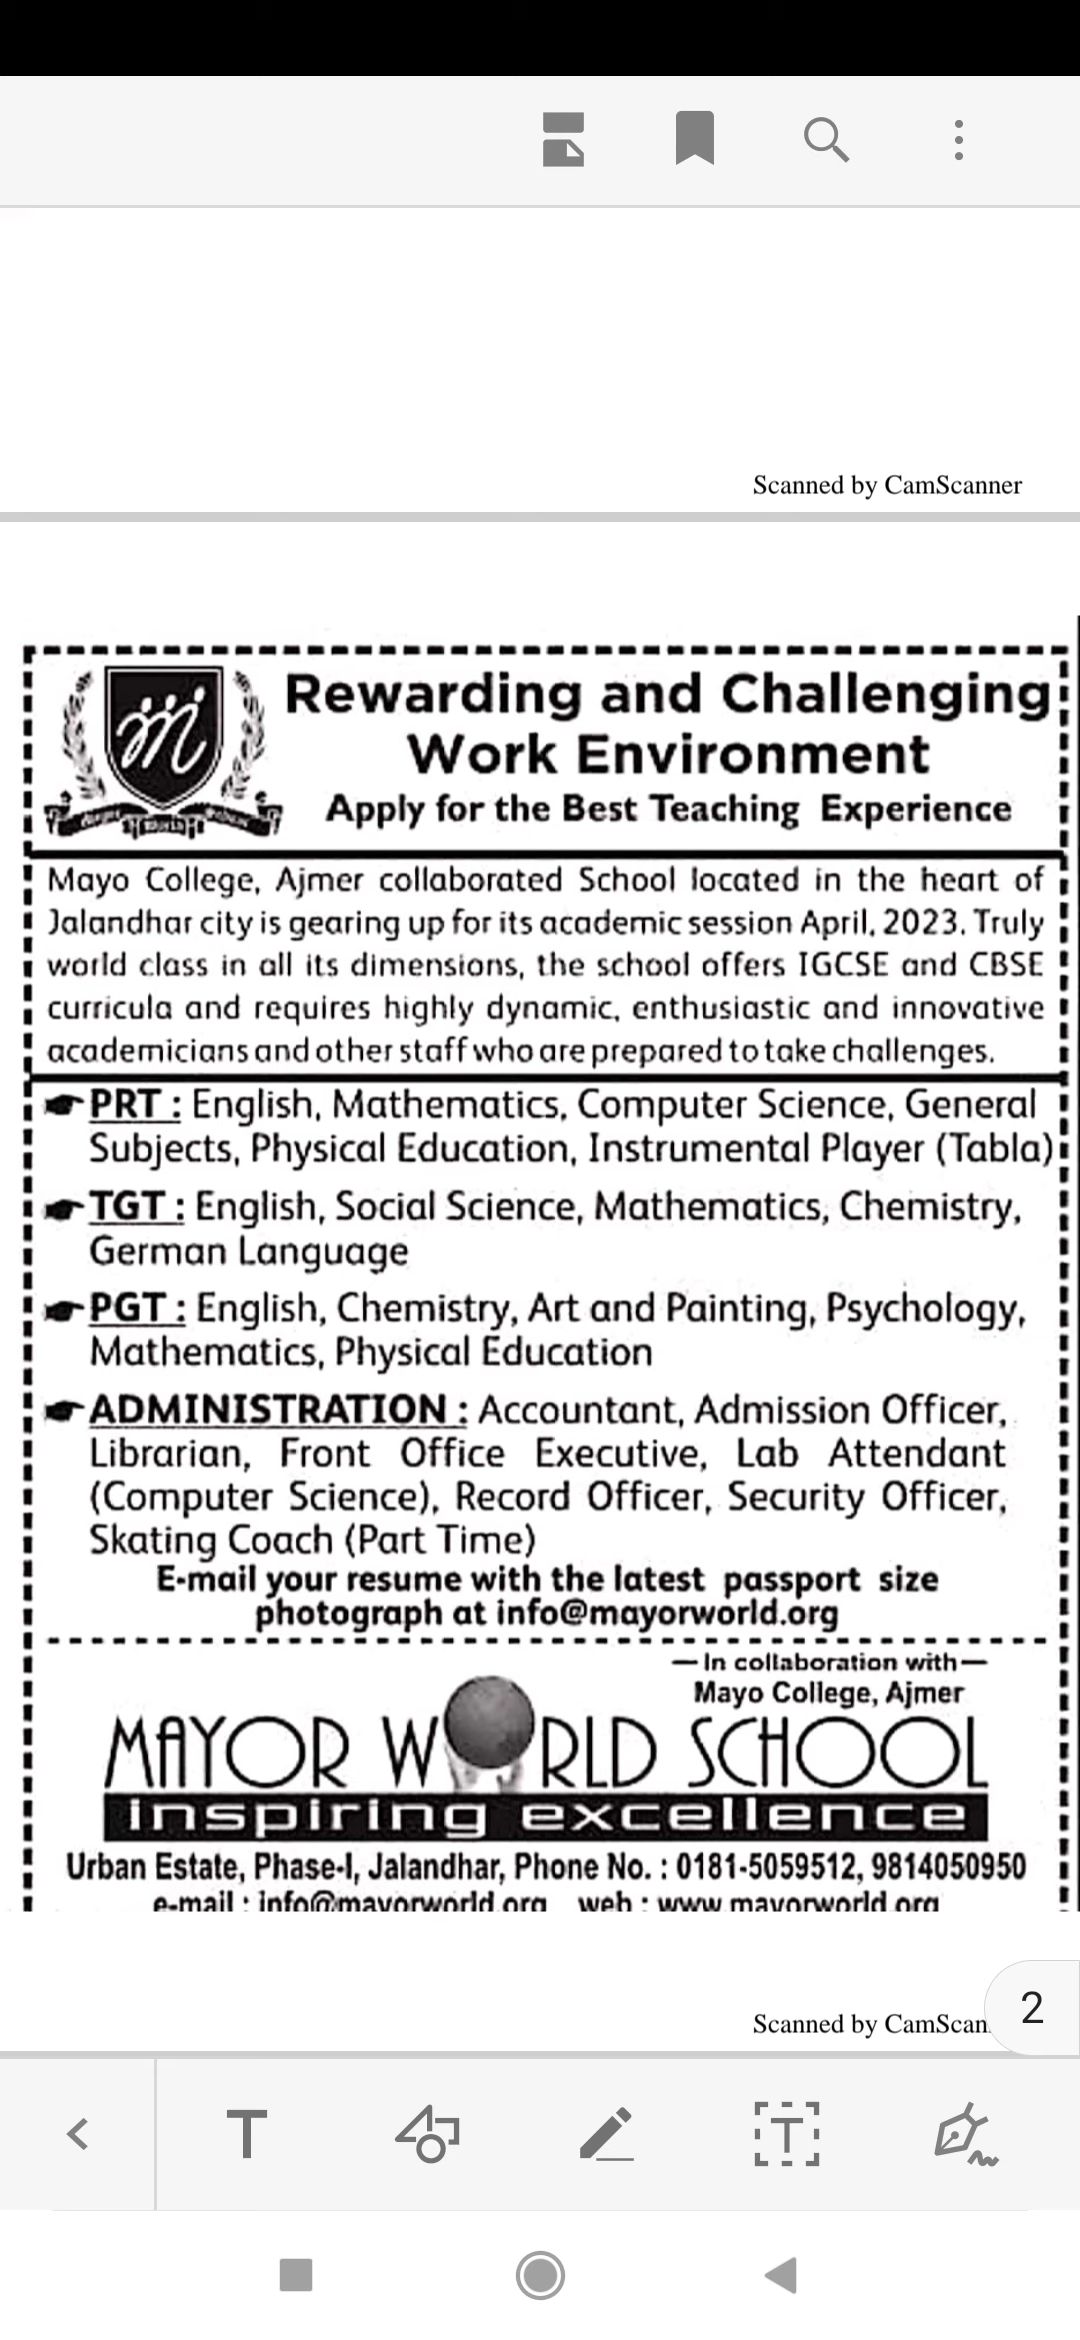 Scanned by CamScanner
Rewarding and Challenging
Work Environment
Apply for the Best Teaching Experience
Mayo College, Ajmer collaborated School located in the heart of
Jalandhar city is gearing up for its academic session April, 2023. Truly
world class in all its dimensions, the school offers IGCSE and CBSE
curricula and requires highly dynamic, enthusiastic and innovative
academicians and other staff who are prepared to take challenges.
PRT : English, Mathematics, Computer Science, General
Subjects, Physical Education, Instrumental Player (Tabla)
TGT : English, Social Science, Mathematics, Chemistry,
German Language
PGT : English, Chemistry, Art and Painting, Psychology,
Mathematics, Physical Education
ADMINISTRATION : Accountant, Admission Officer,
Librarian, Front Office Executive, Lab Attendant
(Computer Science), Record Officer, Security Officer,
Skating Coach (Part Time)
E-mail your resume with the latest passport size
photograph at info@mayorworld.org
In collaboration with
Mayo College, Ajmer
MAYOR WORLD SCHOOL
inspiring excellence
Urban Estate, Phase-I, Jalandhar, Phone No. : 0181-5059512, 9814050950
e-mail : info@mayorworld.org web : www.mayorworld.org
Scanned by CamScan
2
T
T